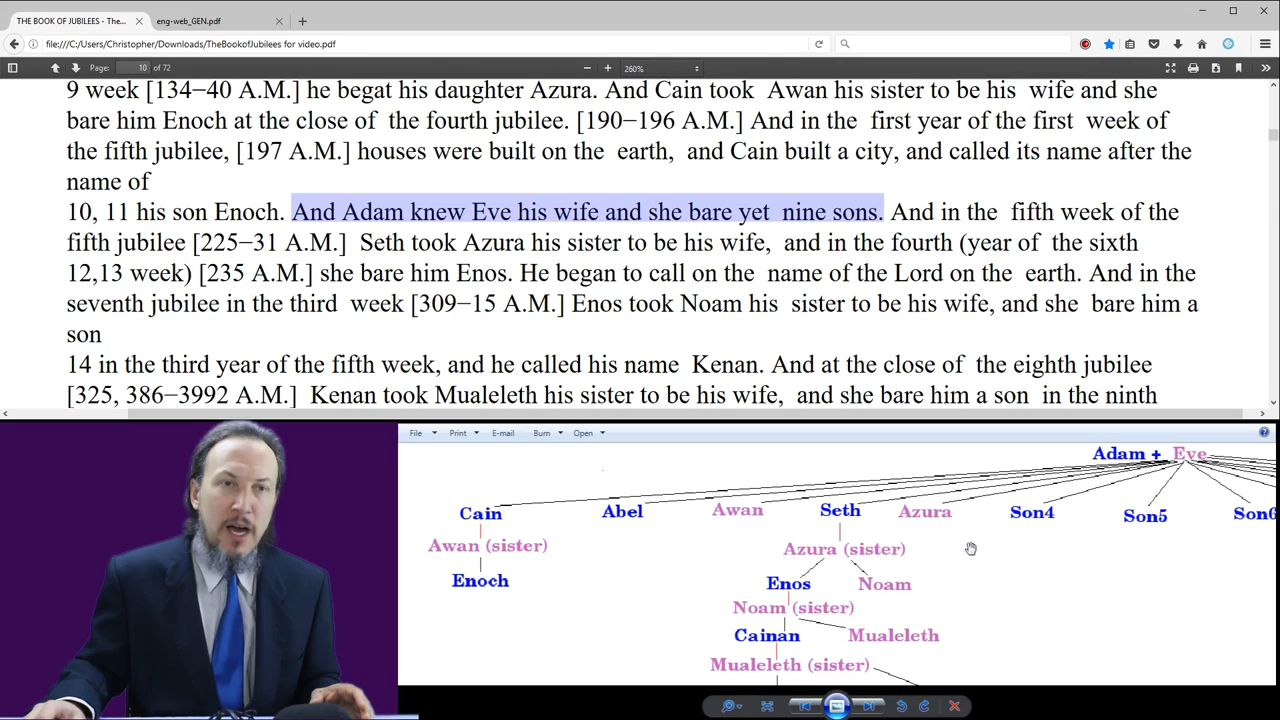 THE BOOK OF JUBILEES - The...
eng-web_GEN.pdf
file:///C:/Users/Christopher/Downloads/TheBookofJubilees for video.pdf
Search
Page: 10 of 72
260%
9 week [134−40 A.M.] he begat his daughter Azura. And Cain took Awan his sister to be his wife and she
bare him Enoch at the close of the fourth jubilee. [190−196 A.M.] And in the first year of the first week of
the fifth jubilee, [197 A.M.] houses were built on the earth, and Cain built a city, and called its name after the
name of
10, 11 his son Enoch. And Adam knew Eve his wife and she bare yet nine sons. And in the fifth week of the
fifth jubilee [225−31 A.M.] Seth took Azura his sister to be his wife, and in the fourth (year of the sixth
12,13 week) [235 A.M.] she bare him Enos. He began to call on the name of the Lord on the earth. And in the
seventh jubilee in the third week [309−15 A.M.] Enos took Noam his sister to be his wife, and she bare him a
son
14 in the third year of the fifth week, and he called his name Kenan. And at the close of the eighth jubilee
[325, 386−3992 A.M.] Kenan took Mualeleth his sister to be his wife, and she bare him a son in the ninth
File Print E-mail Burn Open
Adam + Eve
Cain Abel Awan Seth Azura Son4 Son5 Son6
Awan (sister) Azura (sister)
Enoch Enos Noam
Noam (sister)
Cainan Mualeleth
Mualeleth (sister)